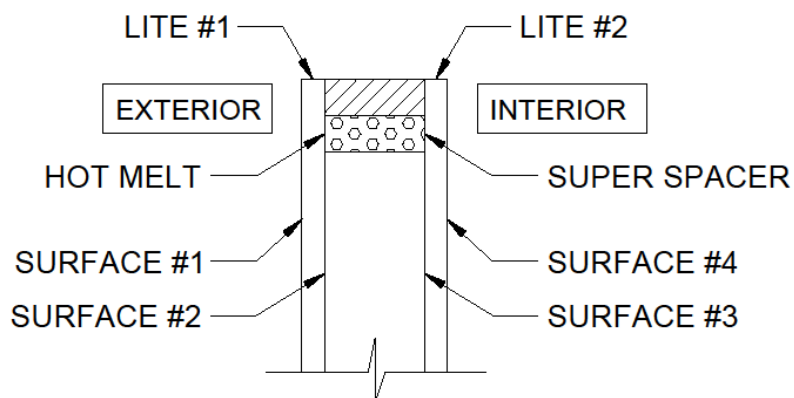 LITE #1
LITE #2
EXTERIOR
INTERIOR
HOT MELT
SUPER SPACER
SURFACE #1
SURFACE #4
SURFACE #2
SURFACE #3